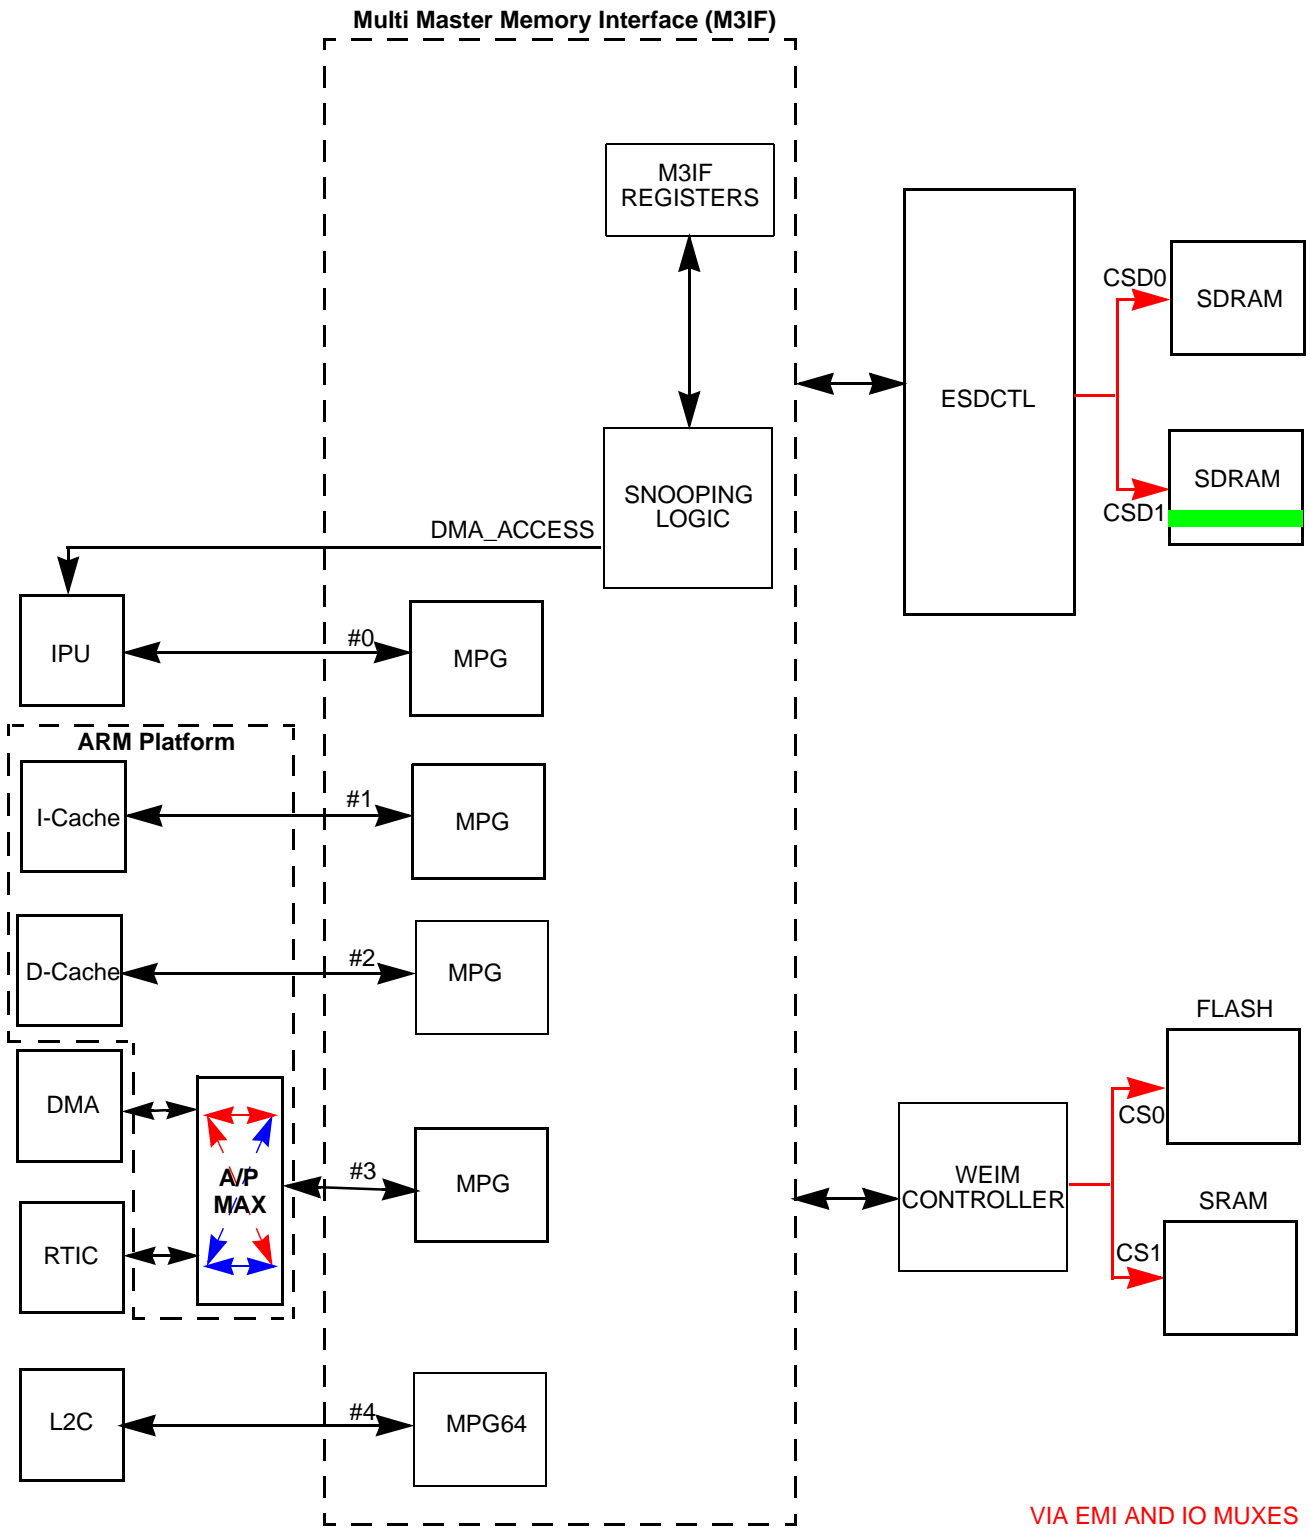 Multi Master Memory Interface (M3IF)
M3IF
REGISTERS
CSD0
SDRAM
ESDCTL
SDRAM
CSD1
SNOOPING
LOGIC
DMA_ACCESS
IPU
#0
MPG
ARM Platform
I-Cache
#1
MPG
D-Cache
#2
MPG
FLASH
DMA
CS0
A/P
MAX
#3
MPG
WEIM
CONTROLLER
SRAM
RTIC
CS1
L2C
#4
MPG64
VIA EMI AND IO MUXES